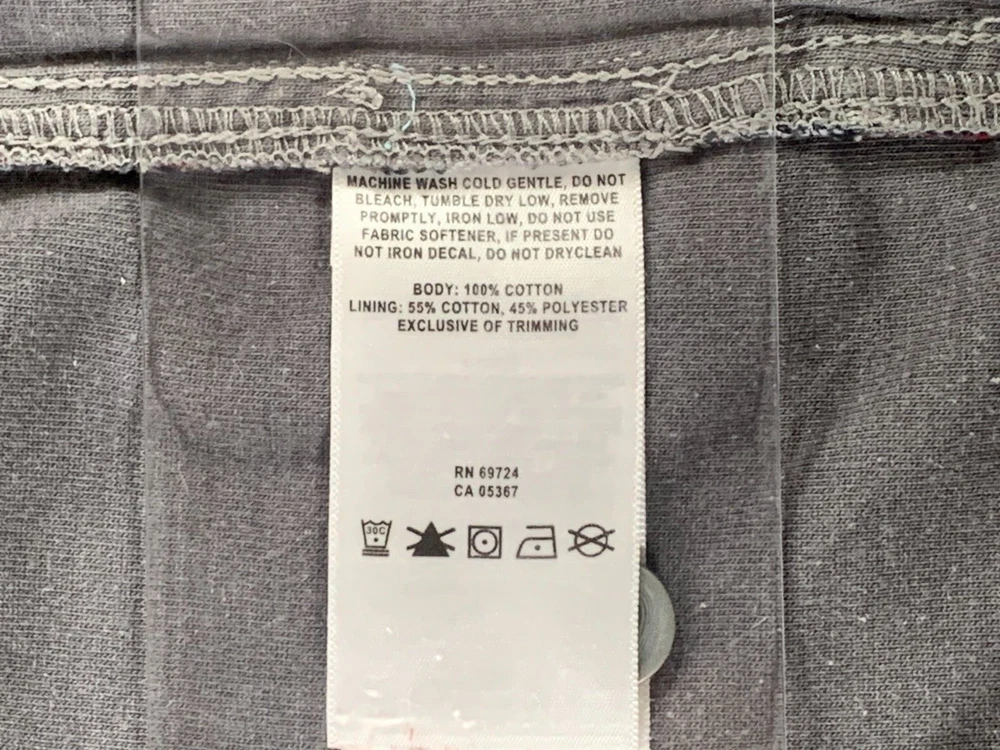 MACHINE WASH COLD GENTLE, DO NOT
BLEACH, TUMBLE DRY LOW, REMOVE
PROMPTLY, IRON LOW, DO NOT USE
FABRIC SOFTENER, IF PRESENT DO
NOT IRON DECAL, DO NOT DRYCLEAN
BODY: 100% COTTON
LINING: 55% COTTON, 45% POLYESTER
EXCLUSIVE OF TRIMMING
RN 69724
CA 05367
30C